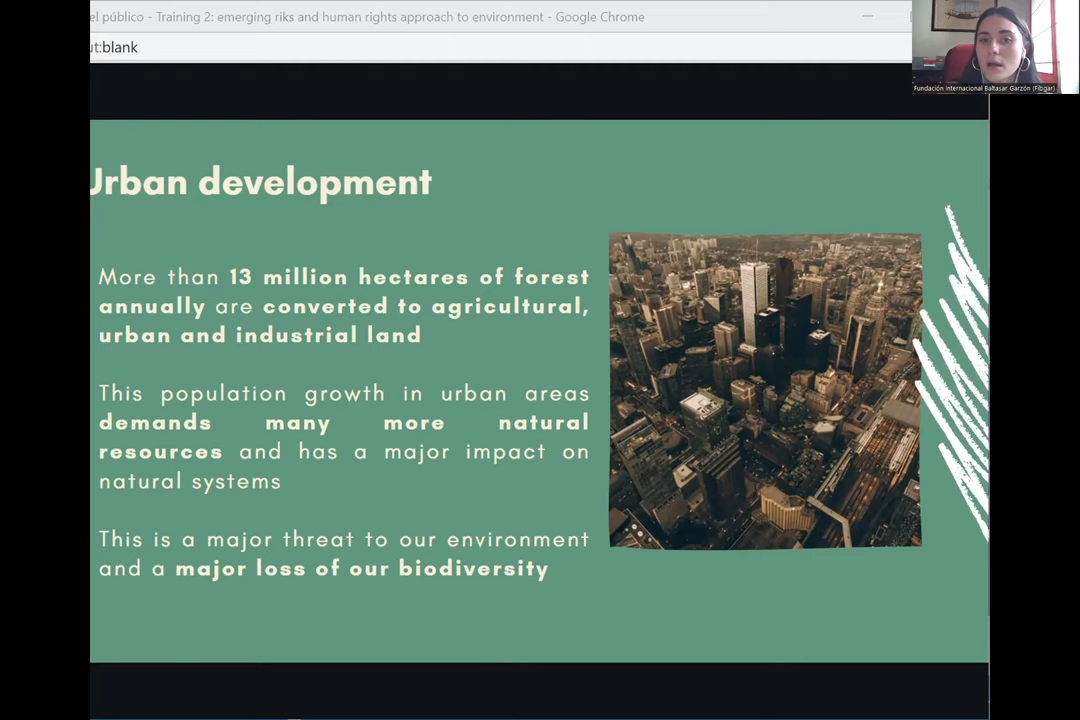 el público - Training 2: emerging riks and human rights approach to environment - Google Chrome
ut:blank
Fundación Internacional Baltasar Garzón (Fibgar)
Urban development
More than 13 million hectares of forest
annually are converted to agricultural,
urban and industrial land
This population growth in urban areas
demands many more natural
resources and has a major impact on
natural systems
This is a major threat to our environment
and a major loss of our biodiversity